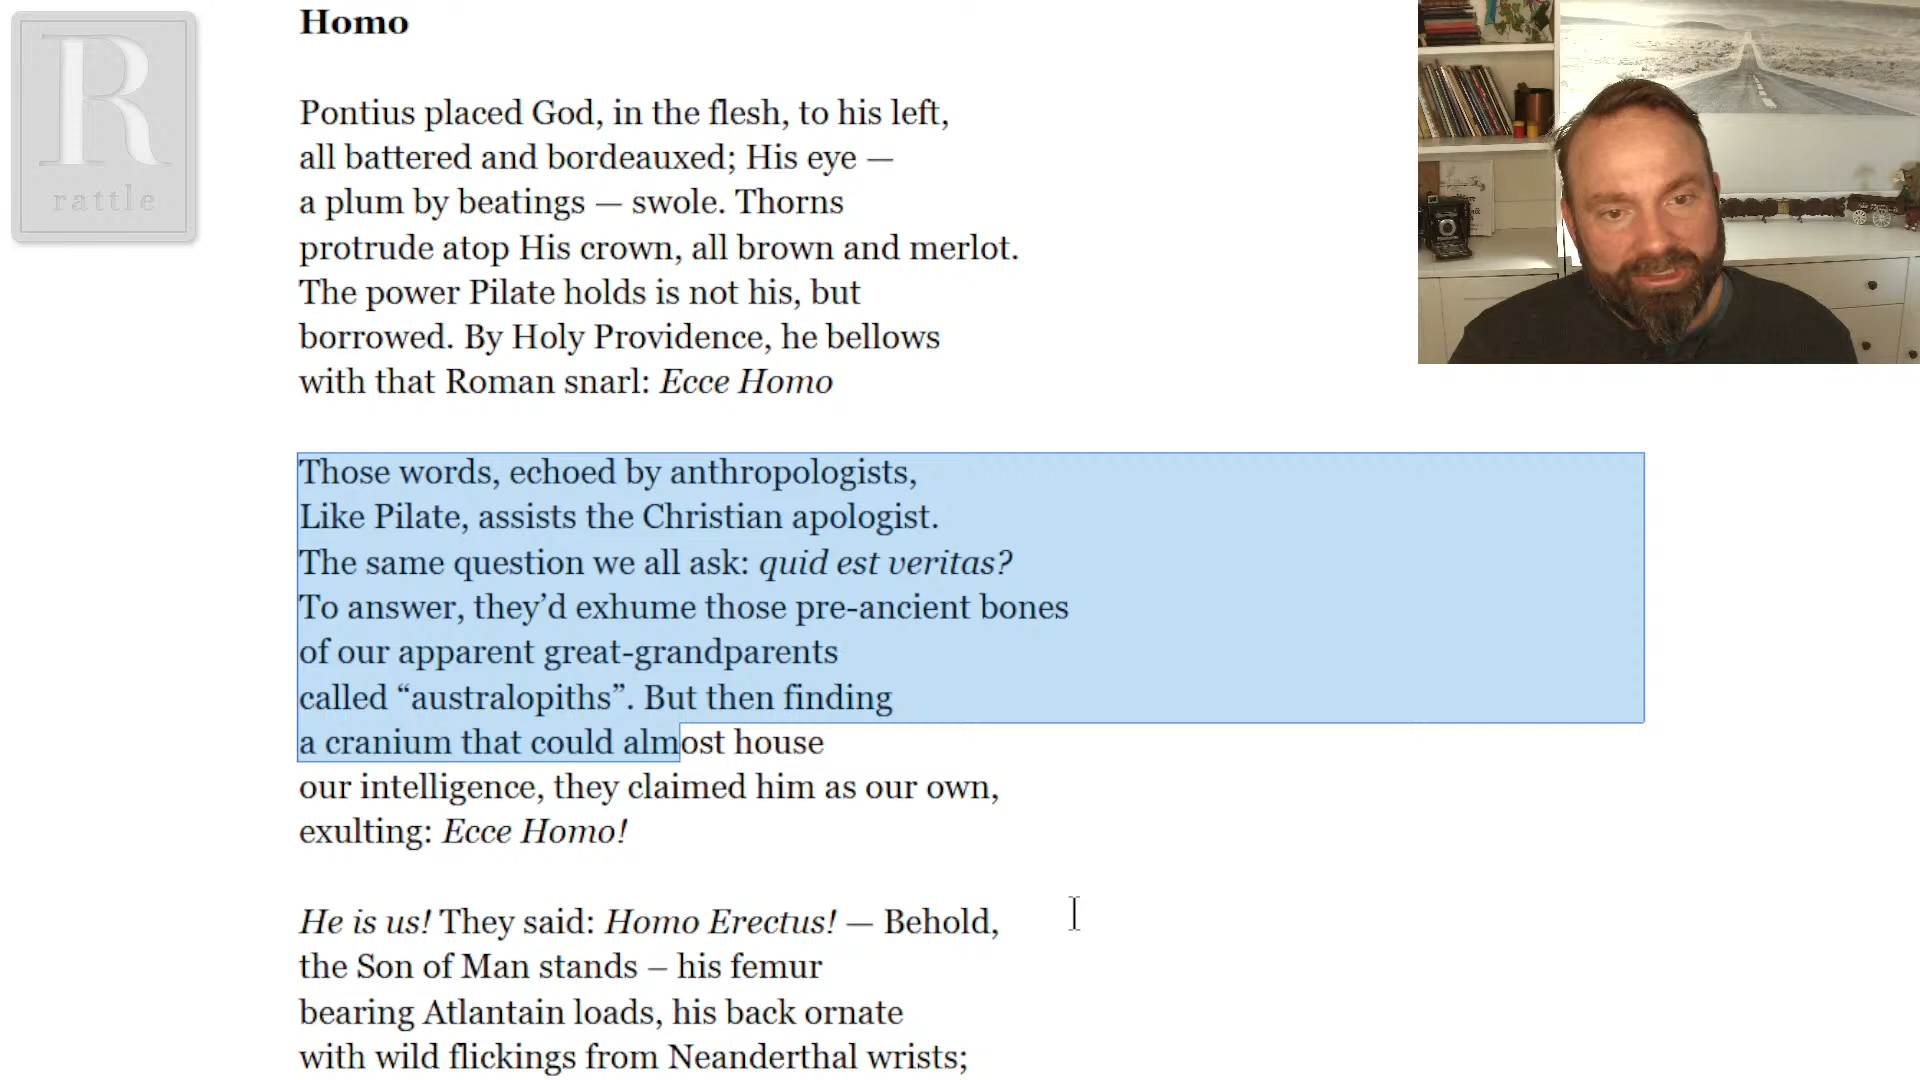 R
rattle
Homo
Pontius placed God, in the flesh, to his left,
all battered and bordeauxed; His eye —
a plum by beatings — swole. Thorns
protrude atop His crown, all brown and merlot.
The power Pilate holds is not his, but
borrowed. By Holy Providence, he bellows
with that Roman snarl: Ecce Homo
Those words, echoed by anthropologists,
Like Pilate, assists the Christian apologist.
The same question we all ask: quid est veritas?
To answer, they’d exhume those pre-ancient bones
of our apparent great-grandparents
called “australopiths”. But then finding
a cranium that could almost house
our intelligence, they claimed him as our own,
exulting: Ecce Homo!
He is us! They said: Homo Erectus! — Behold,
the Son of Man stands – his femur
bearing Atlantain loads, his back ornate
with wild flickings from Neanderthal wrists;